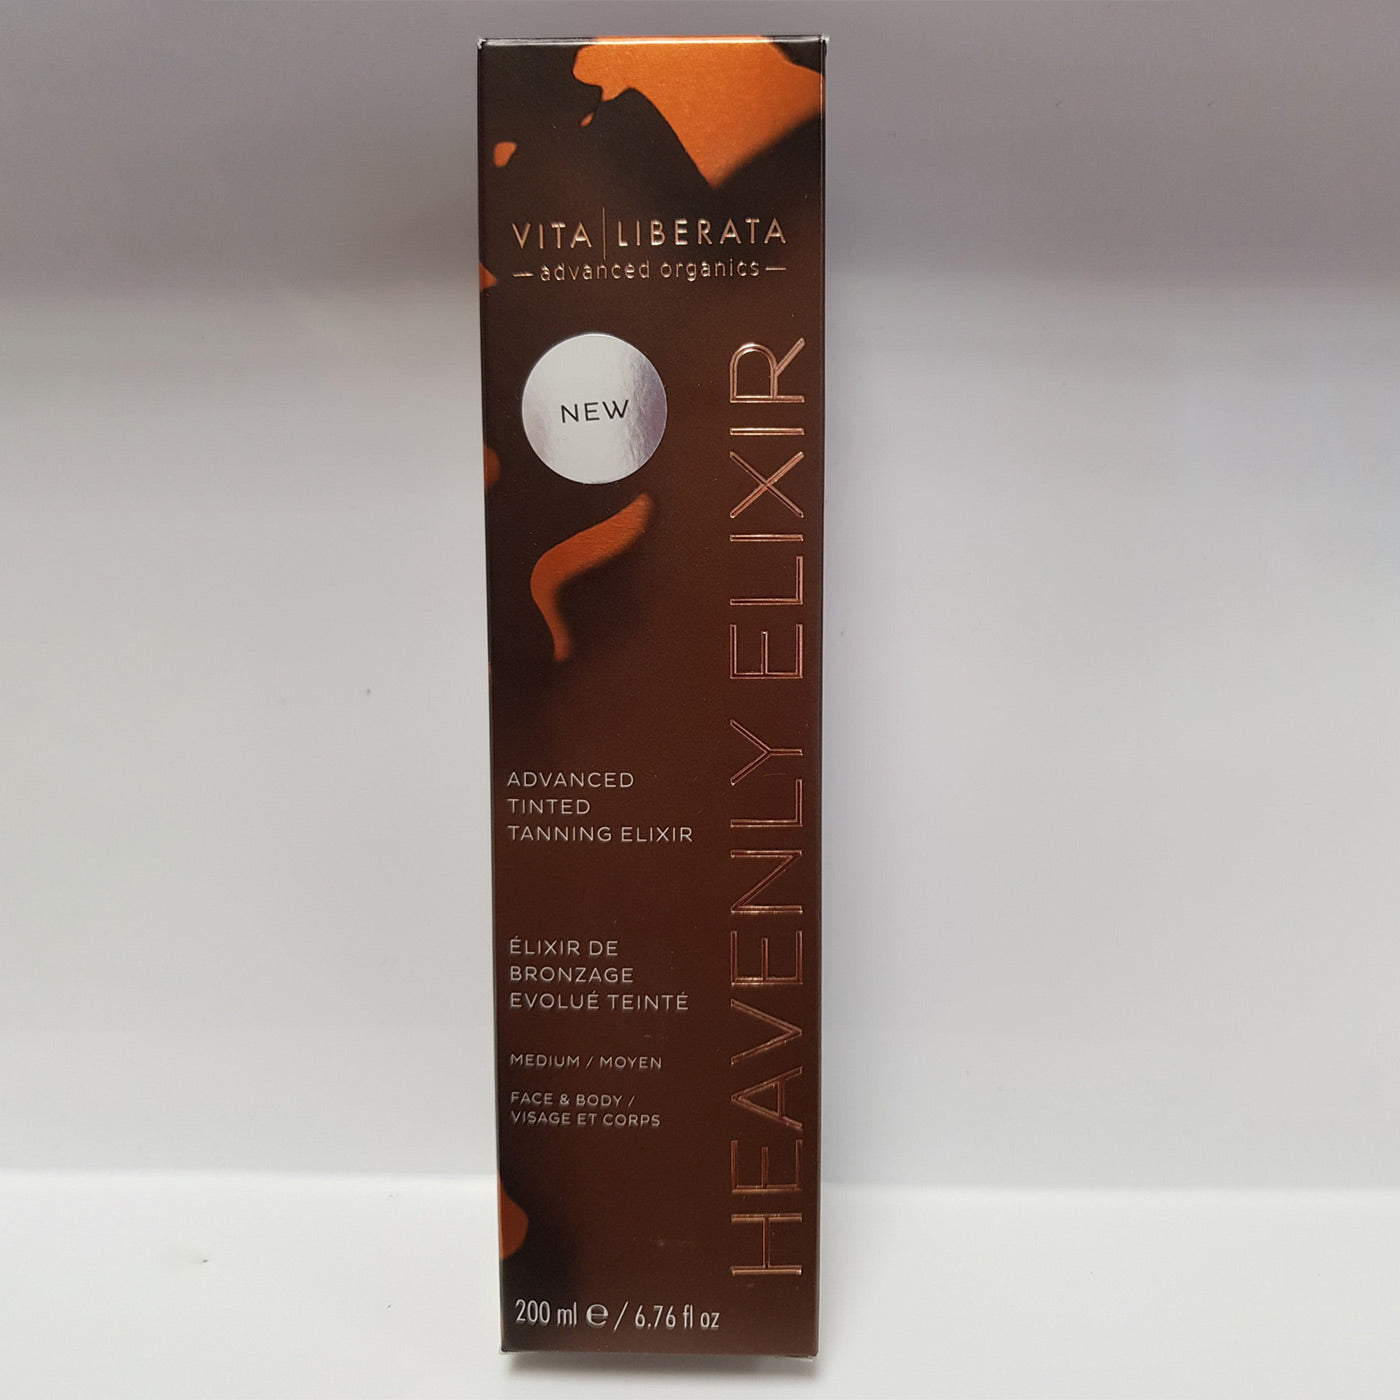 VITA LIBERATA
advanced organics
NEW
HEAVENLY ELIXIR
ADVANCED
TINTED
TANNING ELIXIR
ÉLIXIR DE
BRONZAGE
EVOLUÉ TEINTÉ
MEDIUM / MOYEN
FACE & BODY /
VISAGE ET CORPS
200 ml ℮ / 6.76 fl oz